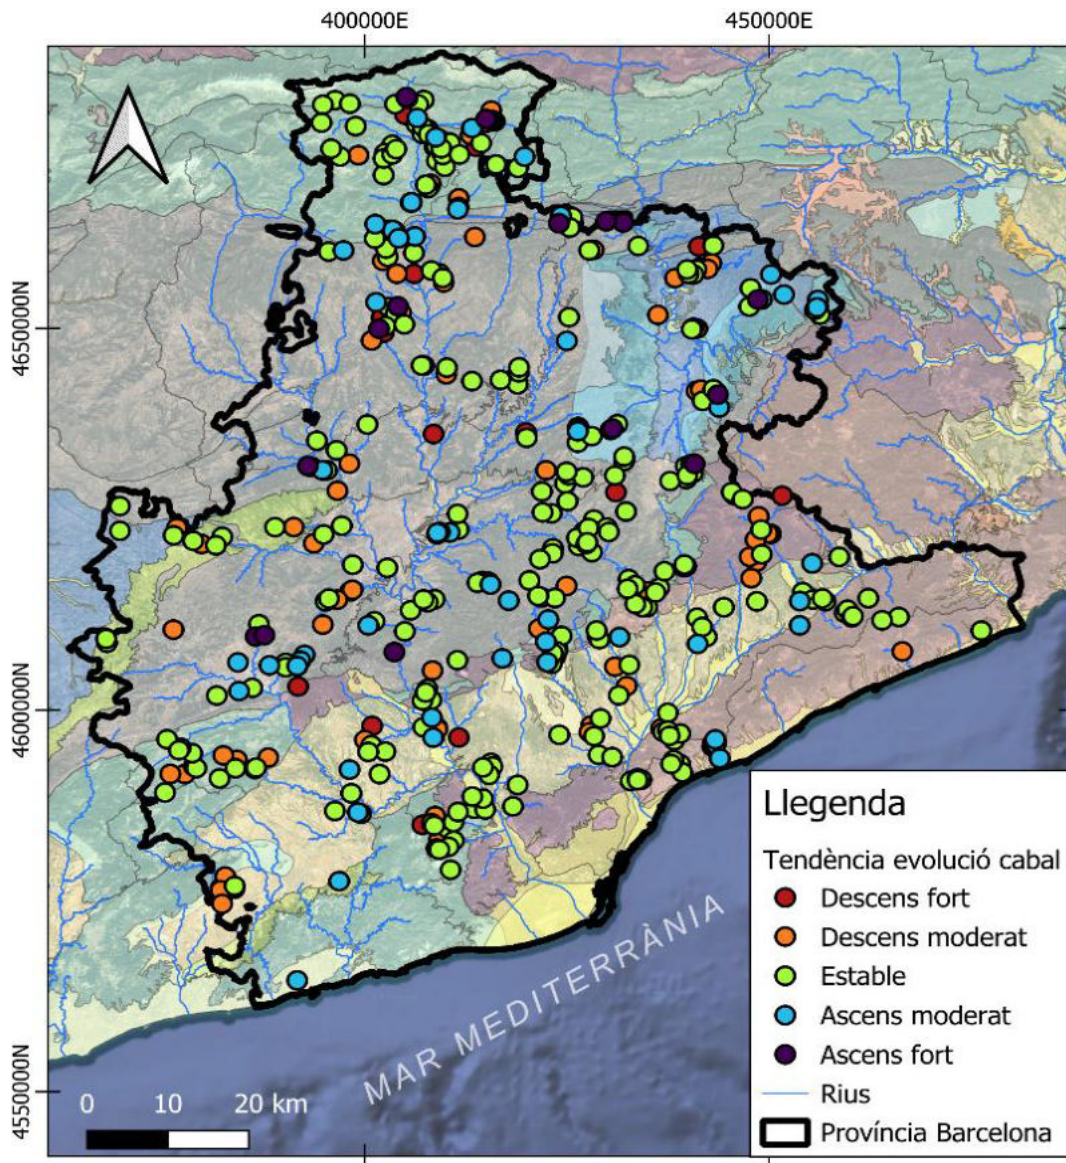 400000E
450000E
4650000N
4600000N
4550000N
MAR MEDITERRÀNIA
0 10 20 km
Llegenda
Tendència evolució cabal
Descens fort
Descens moderat
Estable
Ascens moderat
Ascens fort
Rius
Província Barcelona